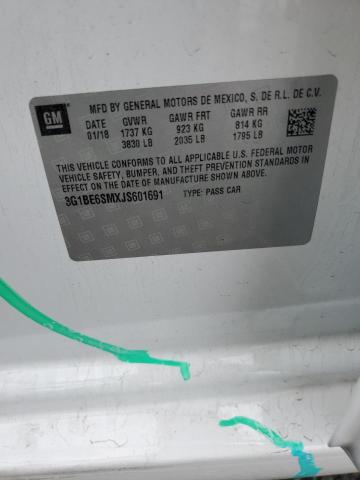 MFD BY GENERAL MOTORS DE MEXICO, S. DE R.L. DE C.V.
GM
DATE GVWR GAWR FRT GAWR RR
01/18 1737 KG 923 KG 814 KG
3830 LB 2035 LB 1795 LB
THIS VEHICLE CONFORMS TO ALL APPLICABLE U.S. FEDERAL MOTOR
VEHICLE SAFETY, BUMPER, AND THEFT PREVENTION STANDARDS IN
EFFECT ON THE DATE OF MANUFACTURE SHOWN ABOVE.
3G1BE6SMXJS601691 TYPE: PASS CAR